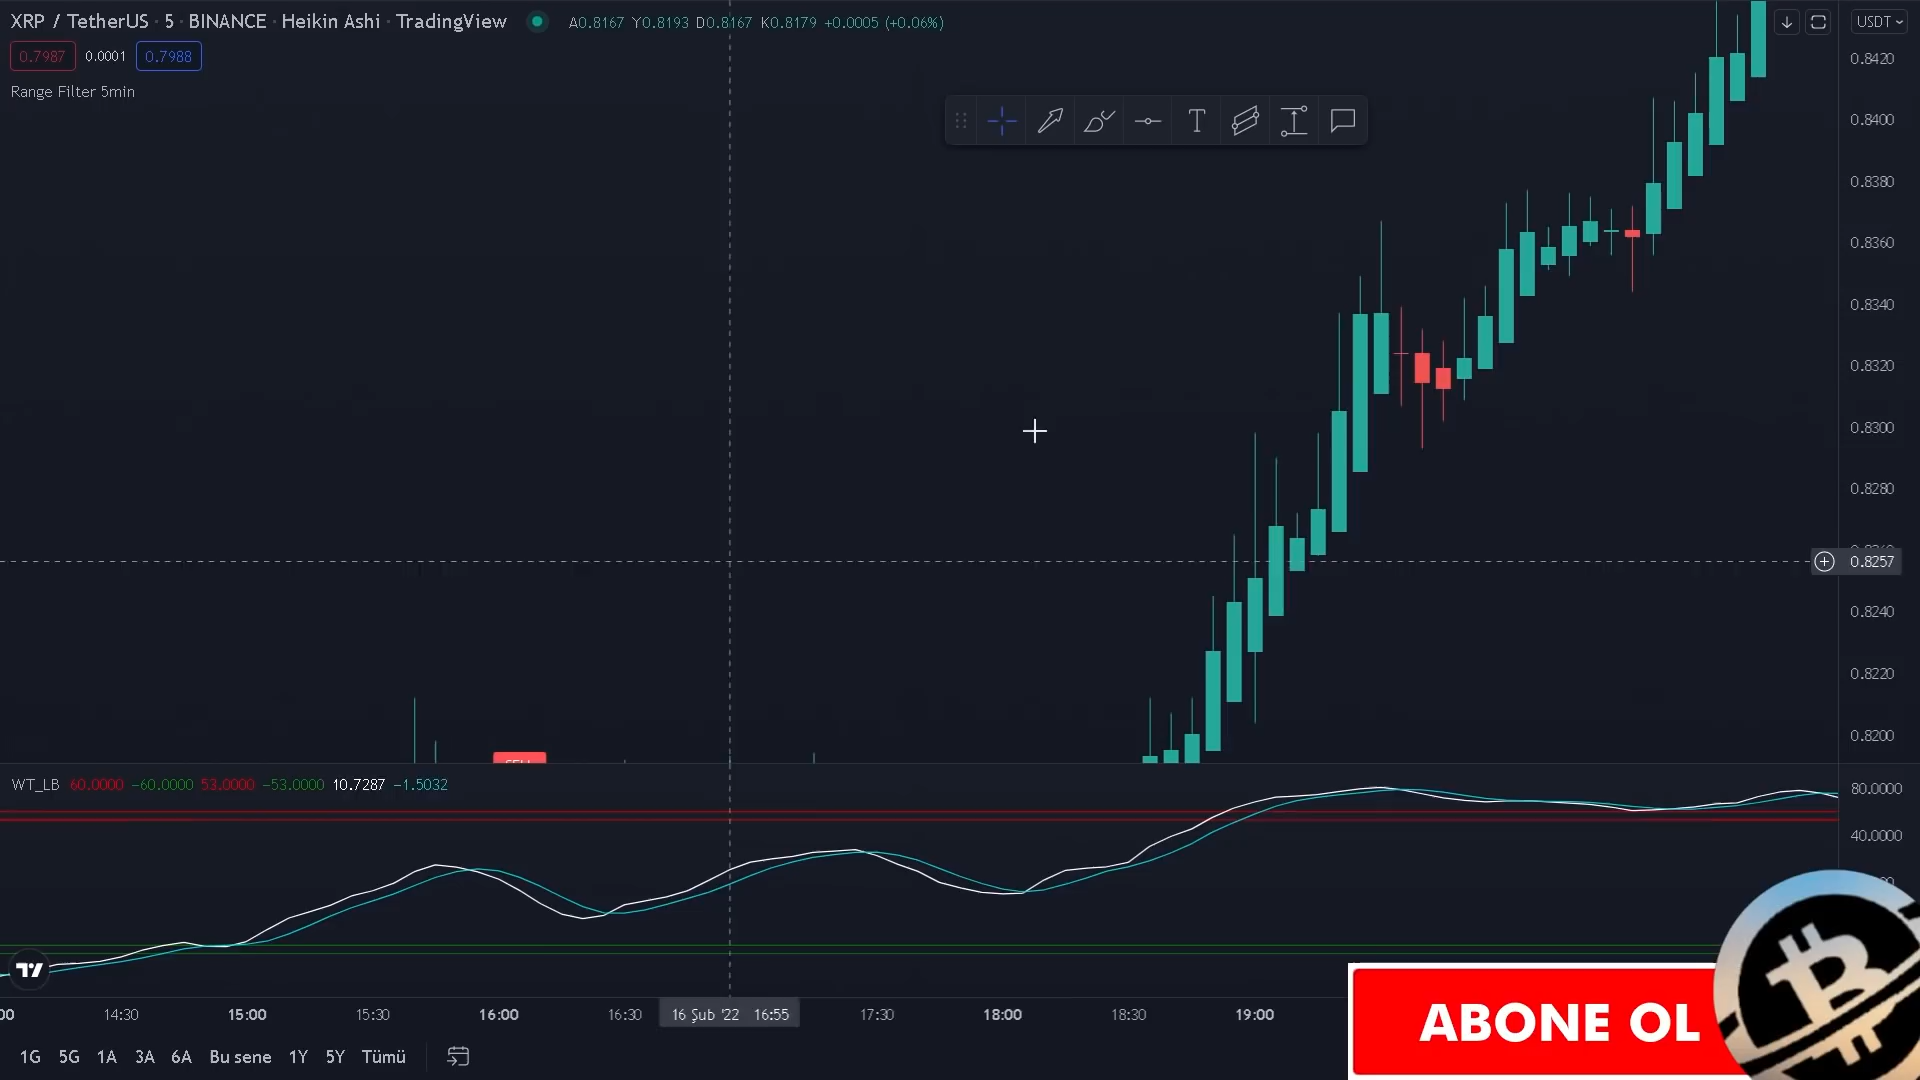 XRP / TetherUS · 5 · BINANCE · Heikin Ashi · TradingView
A0.8167 Y0.8193 D0.8167 K0.8179 +0.0005 (+0.06%)
USDT
0.7987 0.0001 0.7988
Range Filter 5min
0.8420
0.8400
0.8380
0.8360
0.8340
0.8320
0.8300
0.8280
0.8257
0.8240
0.8220
0.8200
WT_LB 60.0000 −60.0000 53.0000 −53.0000 10.7287 −1.5032
80.0000
40.0000
14:30 15:00 15:30 16:00 16:30 16 Şub '22 16:55 17:30 18:00 18:30 19:00
1G 5G 1A 3A 6A Bu sene 1Y 5Y Tümü
ABONE OL